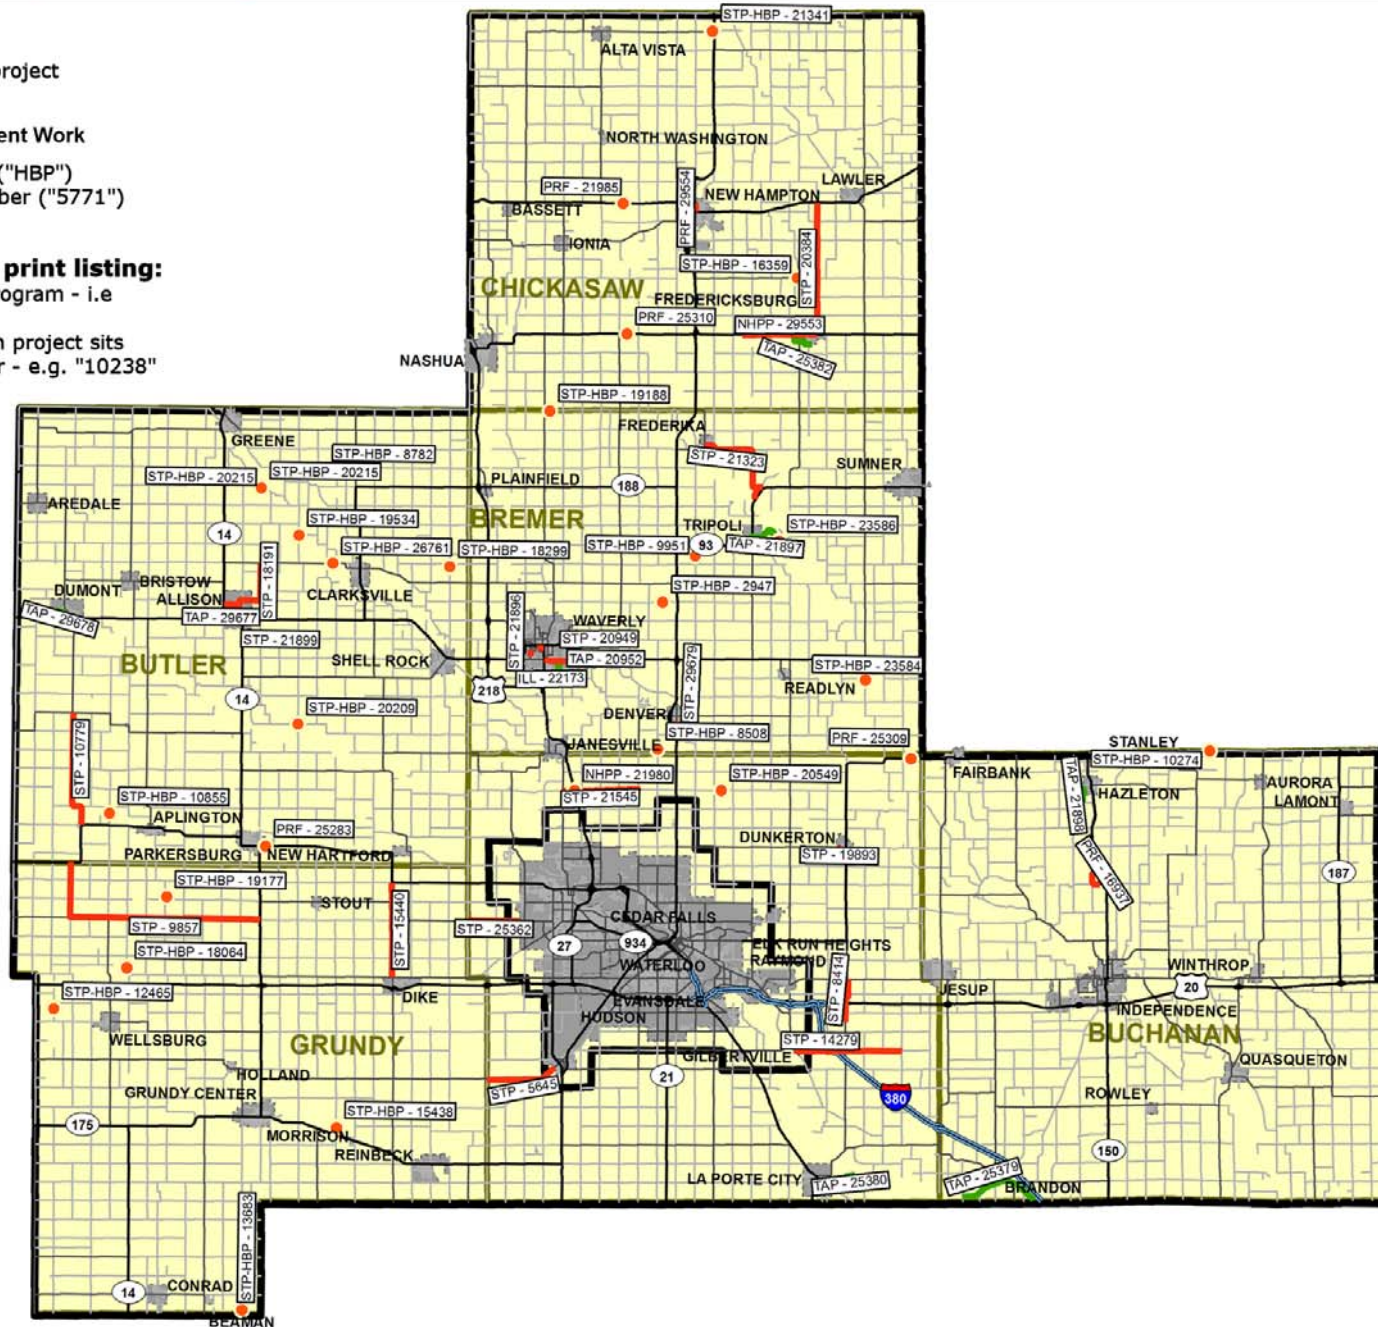 STP-HBP - 21341
ALTA VISTA
roject
ent Work
("HBP")
ber ("5771")
NORTH WASHINGTON
LAWLER
PRF - 21985
PRF - 29554
NEW HAMPTON
BASSETT
IONIA
STP-HBP - 16359
STP - 20384
print listing:
ogram - i.e
CHICKASAW
FREDERICKSBURG
PRF - 25310
NHPP - 29553
n project sits
r - e.g. "10238"
NASHUA
TAP - 25382
STP-HBP - 19188
FREDERIKA
GREENE
STP-HBP - 8782
STP - 21323
SUMNER
STP-HBP - 20215
STP-HBP - 20215
PLAINFIELD
188
AREDALE
BREMER
STP-HBP - 19534
TRIPOLI
STP-HBP - 23586
14
STP-HBP - 26761
STP-HBP - 18299
STP-HBP - 9951
93
TAP - 21897
STP - 18191
BRISTOW
DUMONT
ALLISON
CLARKSVILLE
STP-HBP - 2947
TAP - 29678
TAP - 29677
STP - 21896
WAVERLY
STP - 21899
STP - 20949
BUTLER
SHELL ROCK
TAP - 20952
STP-HBP - 23584
ILL - 22173
218
STP - 29679
READLYN
14
STP-HBP - 20209
DENVER
STP-HBP - 8508
PRF - 25309
STP - 10779
JANESVILLE
STANLEY
STP-HBP - 10274
NHPP - 21980
STP-HBP - 20549
FAIRBANK
TAP - 21898
AURORA
HAZLETON
LAMONT
STP-HBP - 10855
STP - 21545
APLINGTON
PRF - 25283
DUNKERTON
PARKERSBURG
NEW HARTFORD
STP - 19893
PRF - 16937
187
STP-HBP - 19177
STOUT
STP - 15440
CEDAR FALLS
STP - 9857
STP - 25362
27
934
ELK RUN HEIGHTS
STP-HBP - 18064
RAYMOND
WATERLOO
WINTHROP
STP-HBP - 12465
DIKE
STP - 8414
JESUP
20
EVANSDALE
INDEPENDENCE
HUDSON
WELLSBURG
GRUNDY
STP - 14279
BUCHANAN
GILBERTVILLE
QUASQUETON
HOLLAND
21
STP - 5645
GRUNDY CENTER
380
ROWLEY
STP-HBP - 15438
175
MORRISON
REINBECK
150
LA PORTE CITY
TAP - 25380
TAP - 25379
BRANDON
STP-HBP - 13683
14
CONRAD
BEAMAN